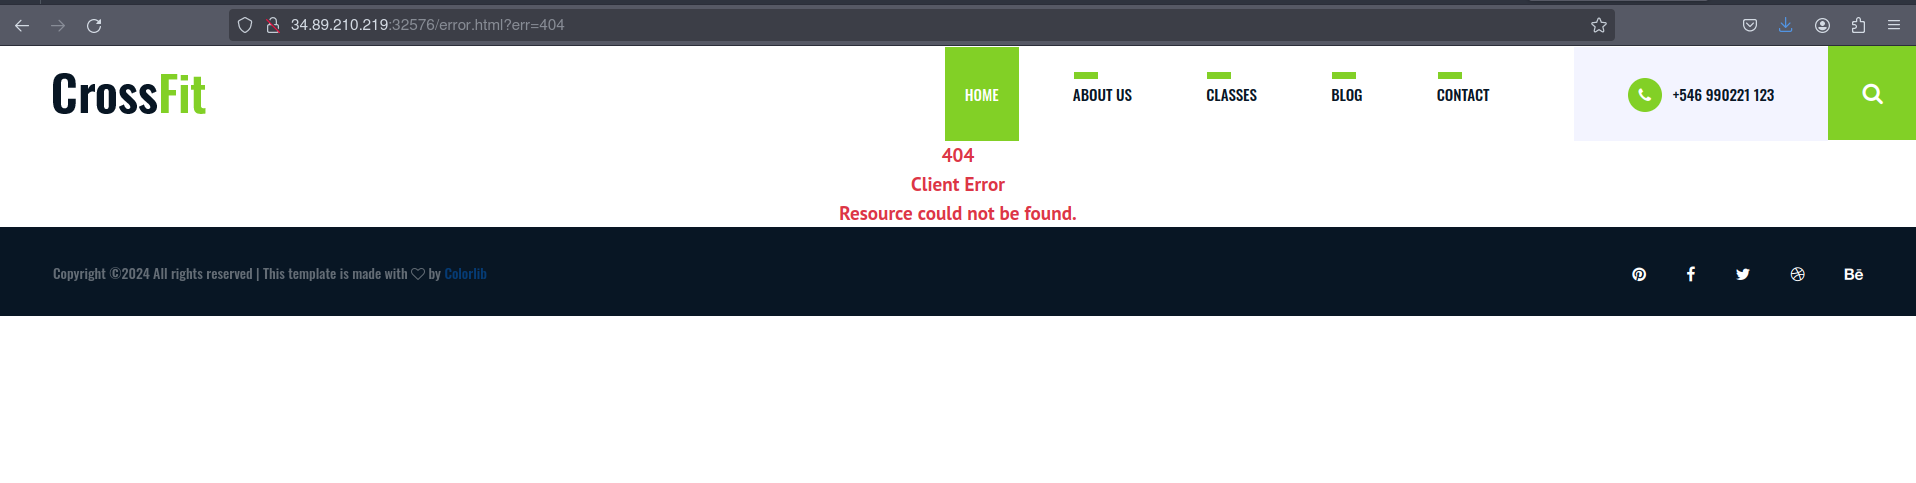 34.89.210.219:32576/error.html?err=404
CrossFit
HOME ABOUT US CLASSES BLOG CONTACT +546 990221 123
404
Client Error
Resource could not be found.
Copyright ©2024 All rights reserved | This template is made with ♡ by Colorlib
Bē